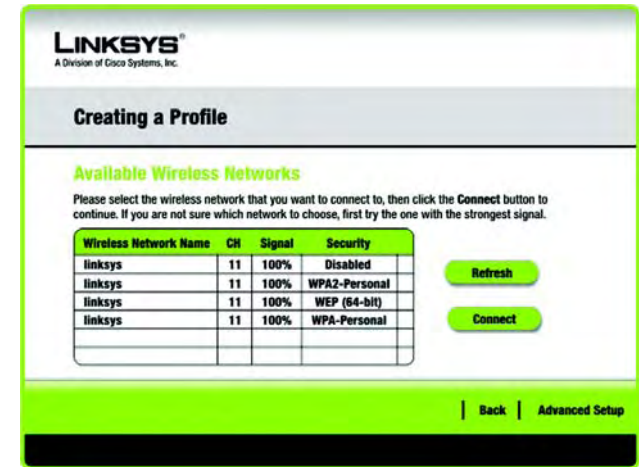 LINKSYS®
A Division of Cisco Systems, Inc.
Creating a Profile
Available Wireless Networks
Please select the wireless network that you want to connect to, then click the Connect button to
continue. If you are not sure which network to choose, first try the one with the strongest signal.
Wireless Network Name CH Signal Security
linksys 11 100% Disabled
linksys 11 100% WPA2-Personal
linksys 11 100% WEP (64-bit)
linksys 11 100% WPA-Personal
Refresh
Connect
Back
Advanced Setup